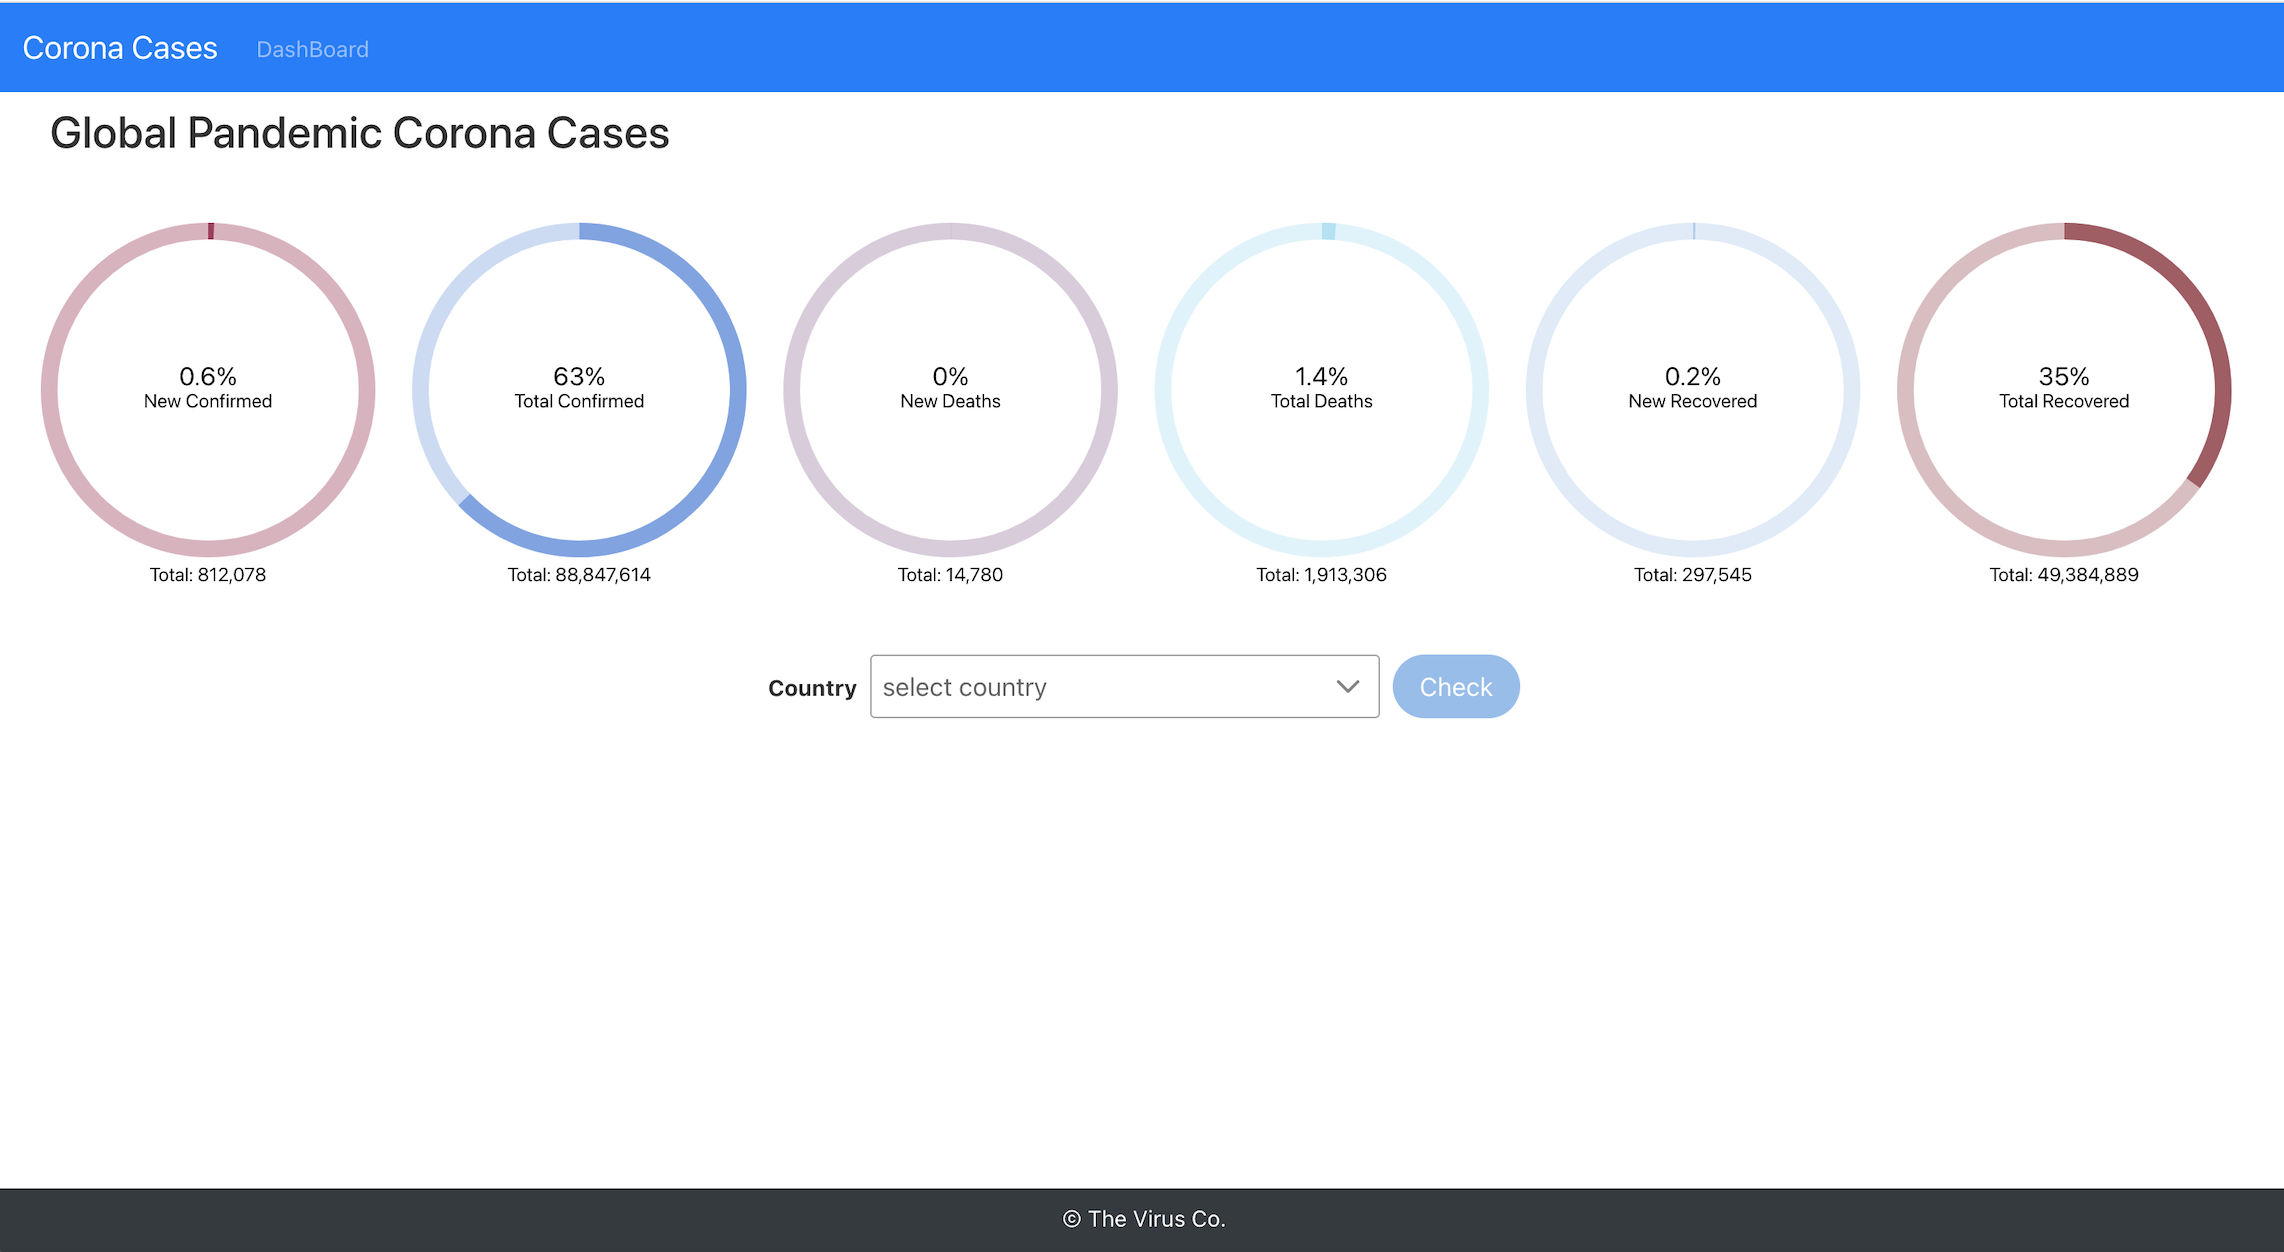 Corona Cases DashBoard
Global Pandemic Corona Cases
0.6%
New Confirmed
Total: 812,078
63%
Total Confirmed
Total: 88,847,614
0%
New Deaths
Total: 14,780
1.4%
Total Deaths
Total: 1,913,306
0.2%
New Recovered
Total: 297,545
35%
Total Recovered
Total: 49,384,889
Country select country Check
© The Virus Co.